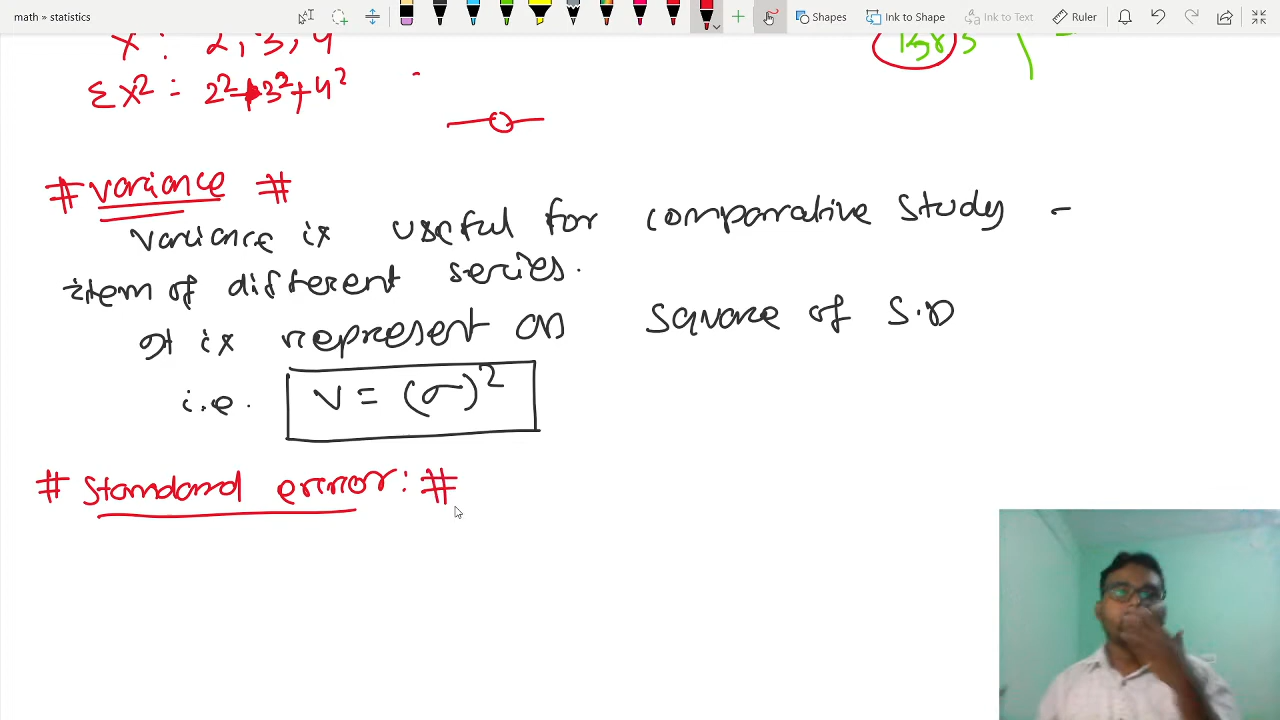 math » statistics
Shapes
Ink to Shape
Ink to Text
Ruler
X : 2, 3, 4
Σx² = 2² + 3² + 4²
# variance #
variance is useful for comparative study -
item of different series.
It is represent as square of S.D
i.e. V = (σ)²
# Standard error: #